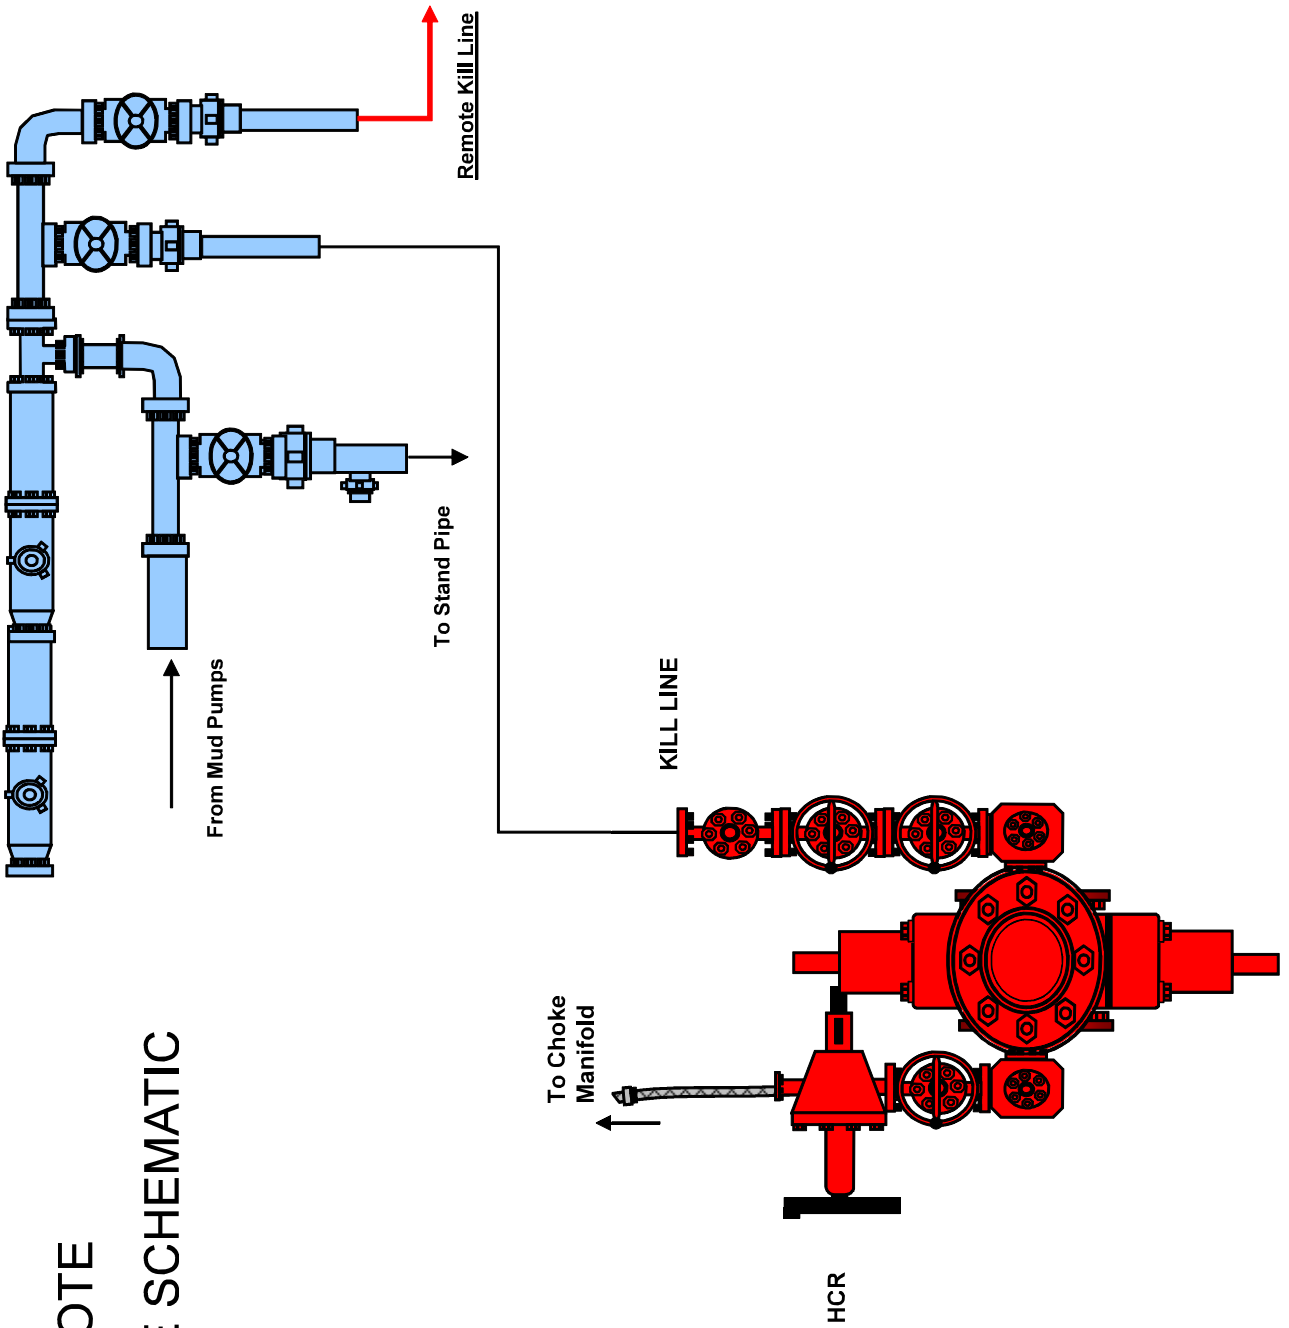 OTE
E SCHEMATIC
Remote Kill Line
To Stand Pipe
From Mud Pumps
KILL LINE
To Choke
Manifold
HCR